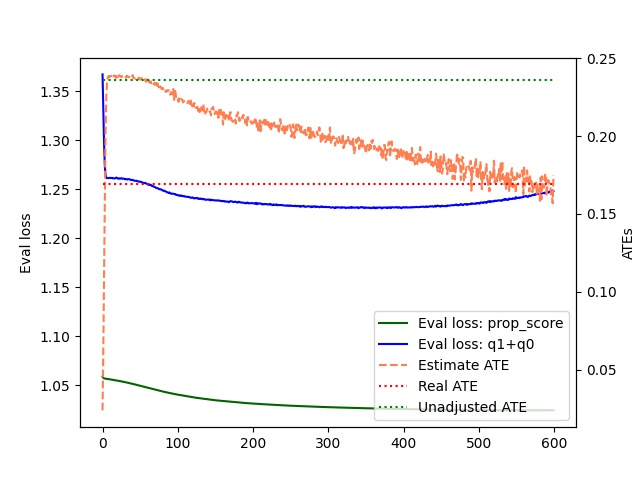 1.35
1.30
1.25
1.20
1.15
1.10
1.05
Eval loss
0.25
0.20
0.15
0.10
0.05
ATEs
Eval loss: prop_score
Eval loss: q1+q0
Estimate ATE
Real ATE
Unadjusted ATE
0 100 200 300 400 500 600